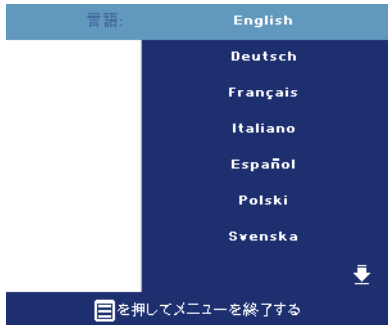 言語: English
Deutsch
Français
Italiano
Español
Polski
Svenska
を押してメニューを終了する